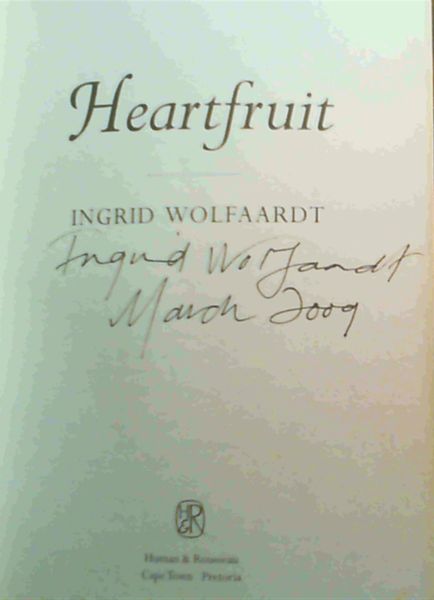 Heartfruit
INGRID WOLFAARDT
Ingrid Wolfaardt
March 2009
H&R
Human & Rousseau
Cape Town Pretoria